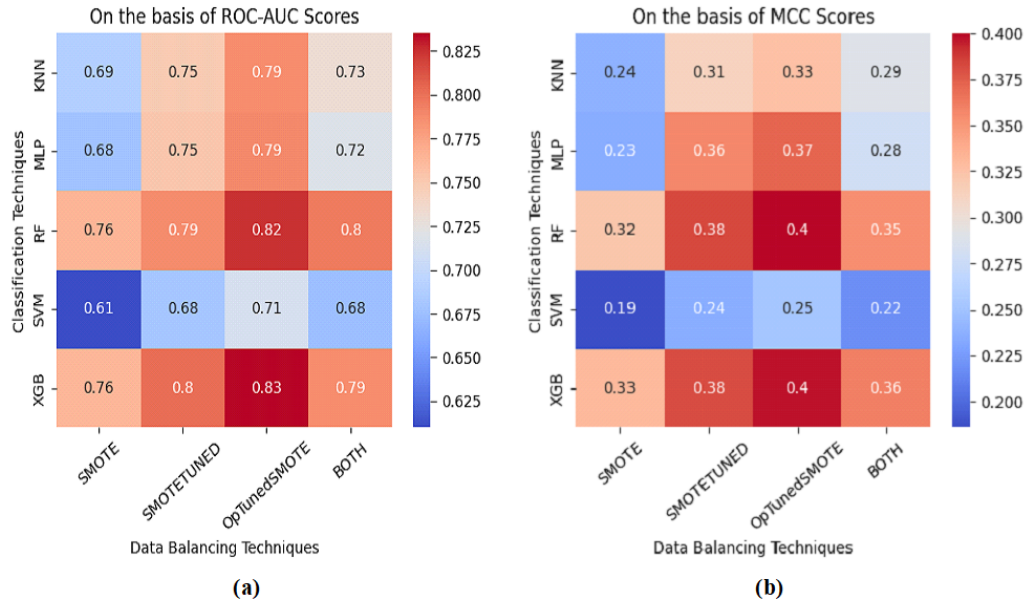 On the basis of ROC-AUC Scores
Classification Techniques
KNN 0.69 0.75 0.79 0.73
MLP 0.68 0.75 0.79 0.72
RF 0.76 0.79 0.82 0.8
SVM 0.61 0.68 0.71 0.68
XGB 0.76 0.8 0.83 0.79
SMOTE SMOTETUNED OpTunedSMOTE BOTH
Data Balancing Techniques
0.825
0.800
0.775
0.750
0.725
0.700
0.675
0.650
0.625
(a)
On the basis of MCC Scores
Classification Techniques
KNN 0.24 0.31 0.33 0.29
MLP 0.23 0.36 0.37 0.28
RF 0.32 0.38 0.4 0.35
SVM 0.19 0.24 0.25 0.22
XGB 0.33 0.38 0.4 0.36
SMOTE SMOTETUNED OpTunedSMOTE BOTH
Data Balancing Techniques
0.400
0.375
0.350
0.325
0.300
0.275
0.250
0.225
0.200
(b)